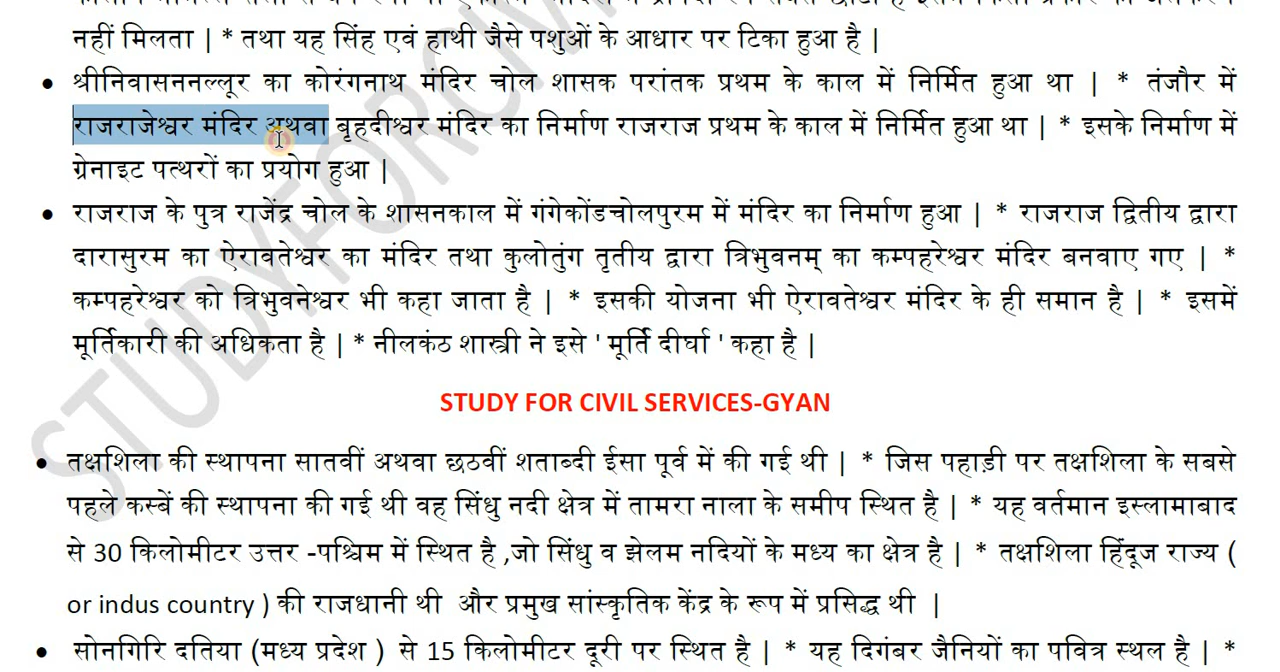 नहीं मिलता | * तथा यह सिंह एवं हाथी जैसे पशुओं के आधार पर टिका हुआ है |
• श्रीनिवासननल्लूर का कोरंगनाथ मंदिर चोल शासक परांतक प्रथम के काल में निर्मित हुआ था | * तंजौर में
राजराजेश्वर मंदिर अथवा बृहदीश्वर मंदिर का निर्माण राजराज प्रथम के काल में निर्मित हुआ था | * इसके निर्माण में
ग्रेनाइट पत्थरों का प्रयोग हुआ |
• राजराज के पुत्र राजेंद्र चोल के शासनकाल में गंगेकोंडचोलपुरम में मंदिर का निर्माण हुआ | * राजराज द्वितीय द्वारा
दारासुरम का ऐरावतेश्वर का मंदिर तथा कुलोतुंग तृतीय द्वारा त्रिभुवनम् का कम्पहरेश्वर मंदिर बनवाए गए | *
कम्पहरेश्वर को त्रिभुवनेश्वर भी कहा जाता है | * इसकी योजना भी ऐरावतेश्वर मंदिर के ही समान है | * इसमें
मूर्तिकारी की अधिकता है | * नीलकंठ शास्त्री ने इसे ' मूर्ति दीर्घा ' कहा है |
STUDY FOR CIVIL SERVICES-GYAN
• तक्षशिला की स्थापना सातवीं अथवा छठवीं शताब्दी ईसा पूर्व में की गई थी | * जिस पहाड़ी पर तक्षशिला के सबसे
पहले कस्बें की स्थापना की गई थी वह सिंधु नदी क्षेत्र में तामरा नाला के समीप स्थित है | * यह वर्तमान इस्लामाबाद
से 30 किलोमीटर उत्तर -पश्चिम में स्थित है ,जो सिंधु व झेलम नदियों के मध्य का क्षेत्र है | * तक्षशिला हिंदूज राज्य (
or indus country ) की राजधानी थी और प्रमुख सांस्कृतिक केंद्र के रूप में प्रसिद्ध थी |
• सोनगिरि दतिया (मध्य प्रदेश ) से 15 किलोमीटर दूरी पर स्थित है | * यह दिगंबर जैनियों का पवित्र स्थल है | *
STUDYFORCIV